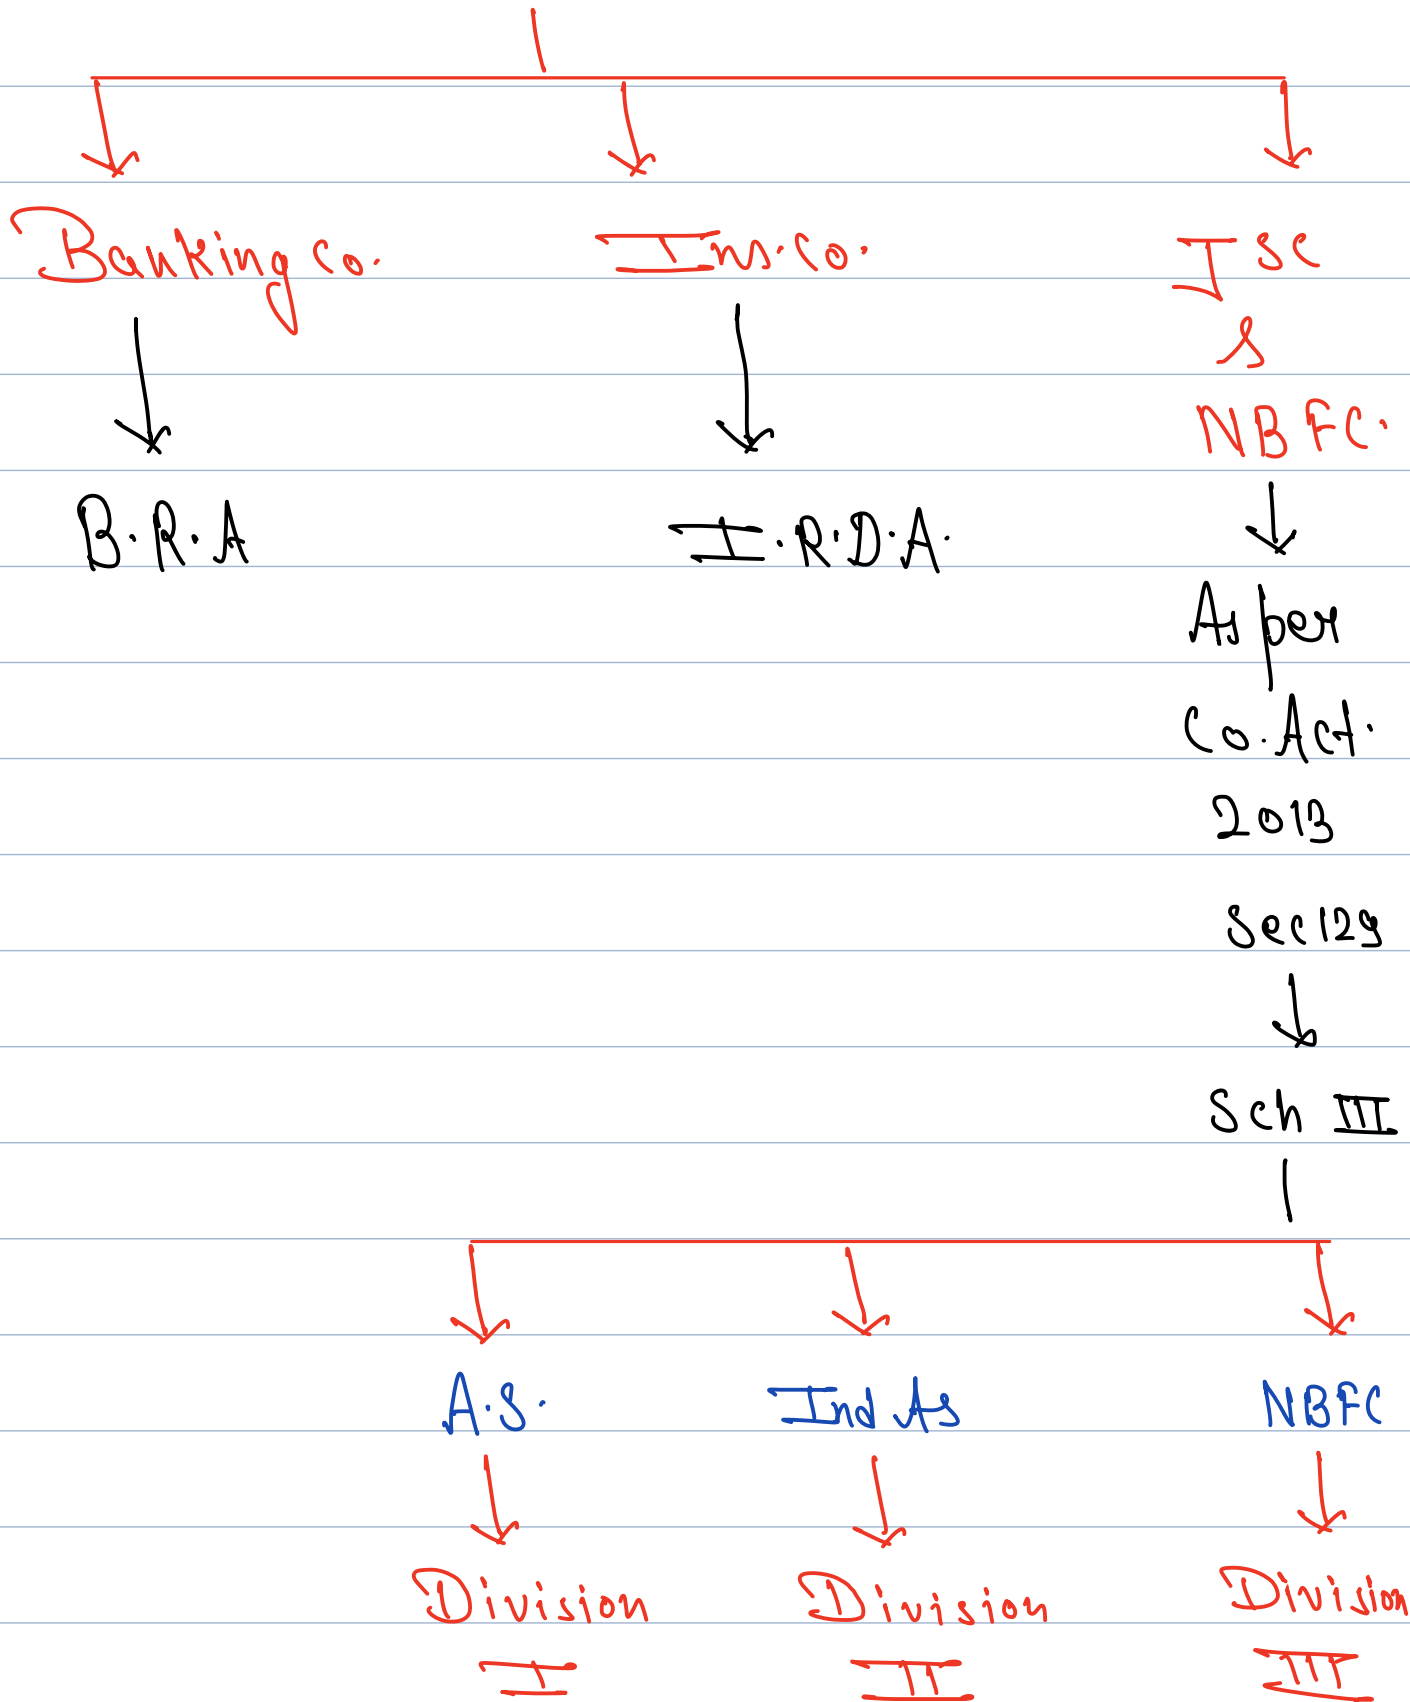 Banking Co.
Ins. Co.
J SC
&
NBFC.
B.R.A
I.R.D.A.
As per
Co. Act.
2013
Sec 129
Sch III
A.S.
Ind As
NBFC
Division
I
Division
II
Division
III